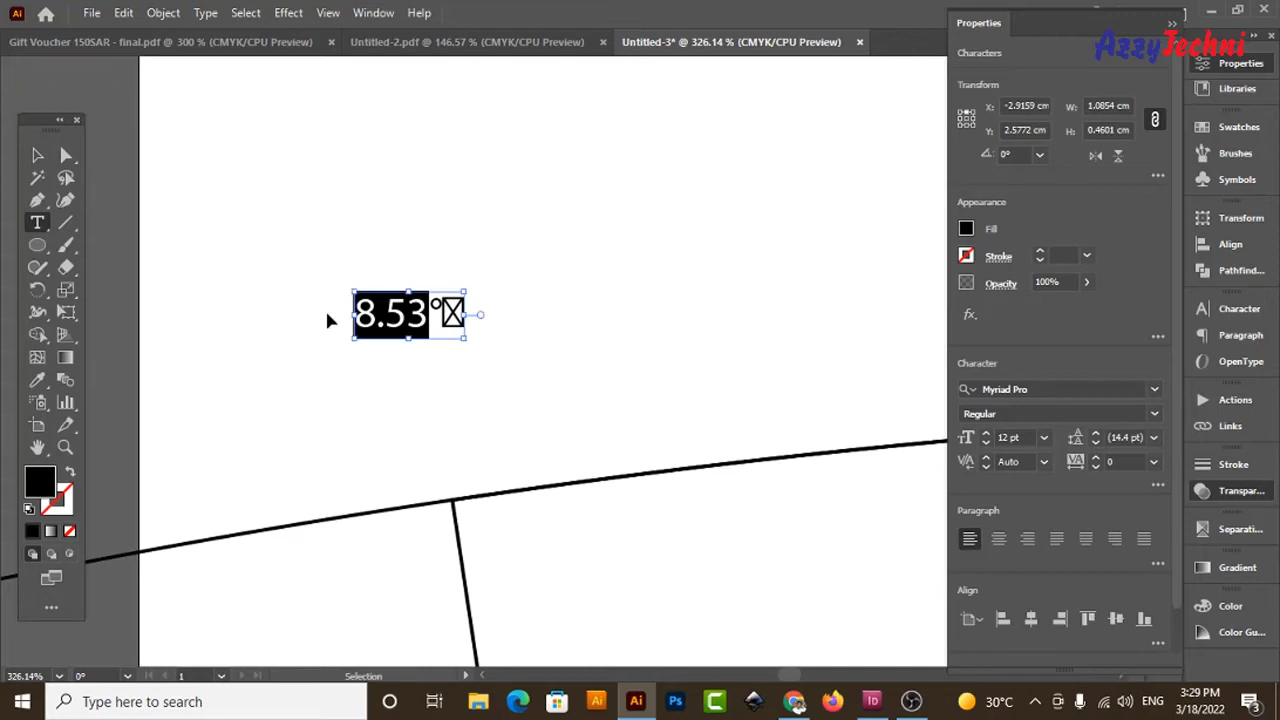 Ai File Edit Object Type Select Effect View Window Help
Gift Voucher 150SAR - final.pdf @ 300 % (CMYK/CPU Preview) × Untitled-2.pdf @ 146.57 % (CMYK/CPU Preview) × Untitled-3* @ 326.14 % (CMYK/CPU Preview) ×
AzzyTechni
Properties
Characters
Transform
X: -2.9159 cm W: 1.0854 cm
Y: 2.5772 cm H: 0.4601 cm
0°
Appearance
Fill
Stroke
Opacity 100%
fx.
Character
Myriad Pro
Regular
12 pt (14.4 pt)
Auto 0
Paragraph
Align
Properties
Libraries
Swatches
Brushes
Symbols
Transform
Align
Pathfind...
Character
Paragraph
OpenType
Actions
Links
Stroke
Transpar...
Separati...
Gradient
Color
Color Gu...
8.53°
326.14% 0° 1 Selection
Type here to search
30°C ENG 3:29 PM
3/18/2022 3